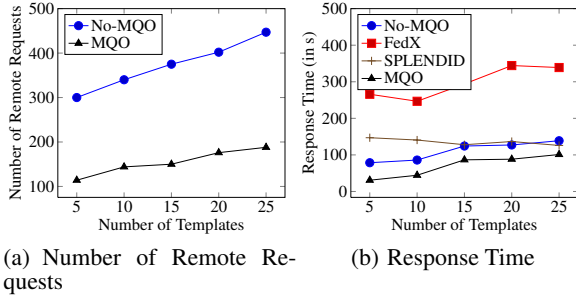 500
400
300
200
100
5
10
15
20
25
Number of Templates
Number of Remote Requests
No-MQO
MQO
(a) Number of Remote Re-
quests
500
400
300
200
100
0
5
10
15
20
25
Number of Templates
Response Time (in s)
No-MQO
FedX
SPLENDID
MQO
(b) Response Time